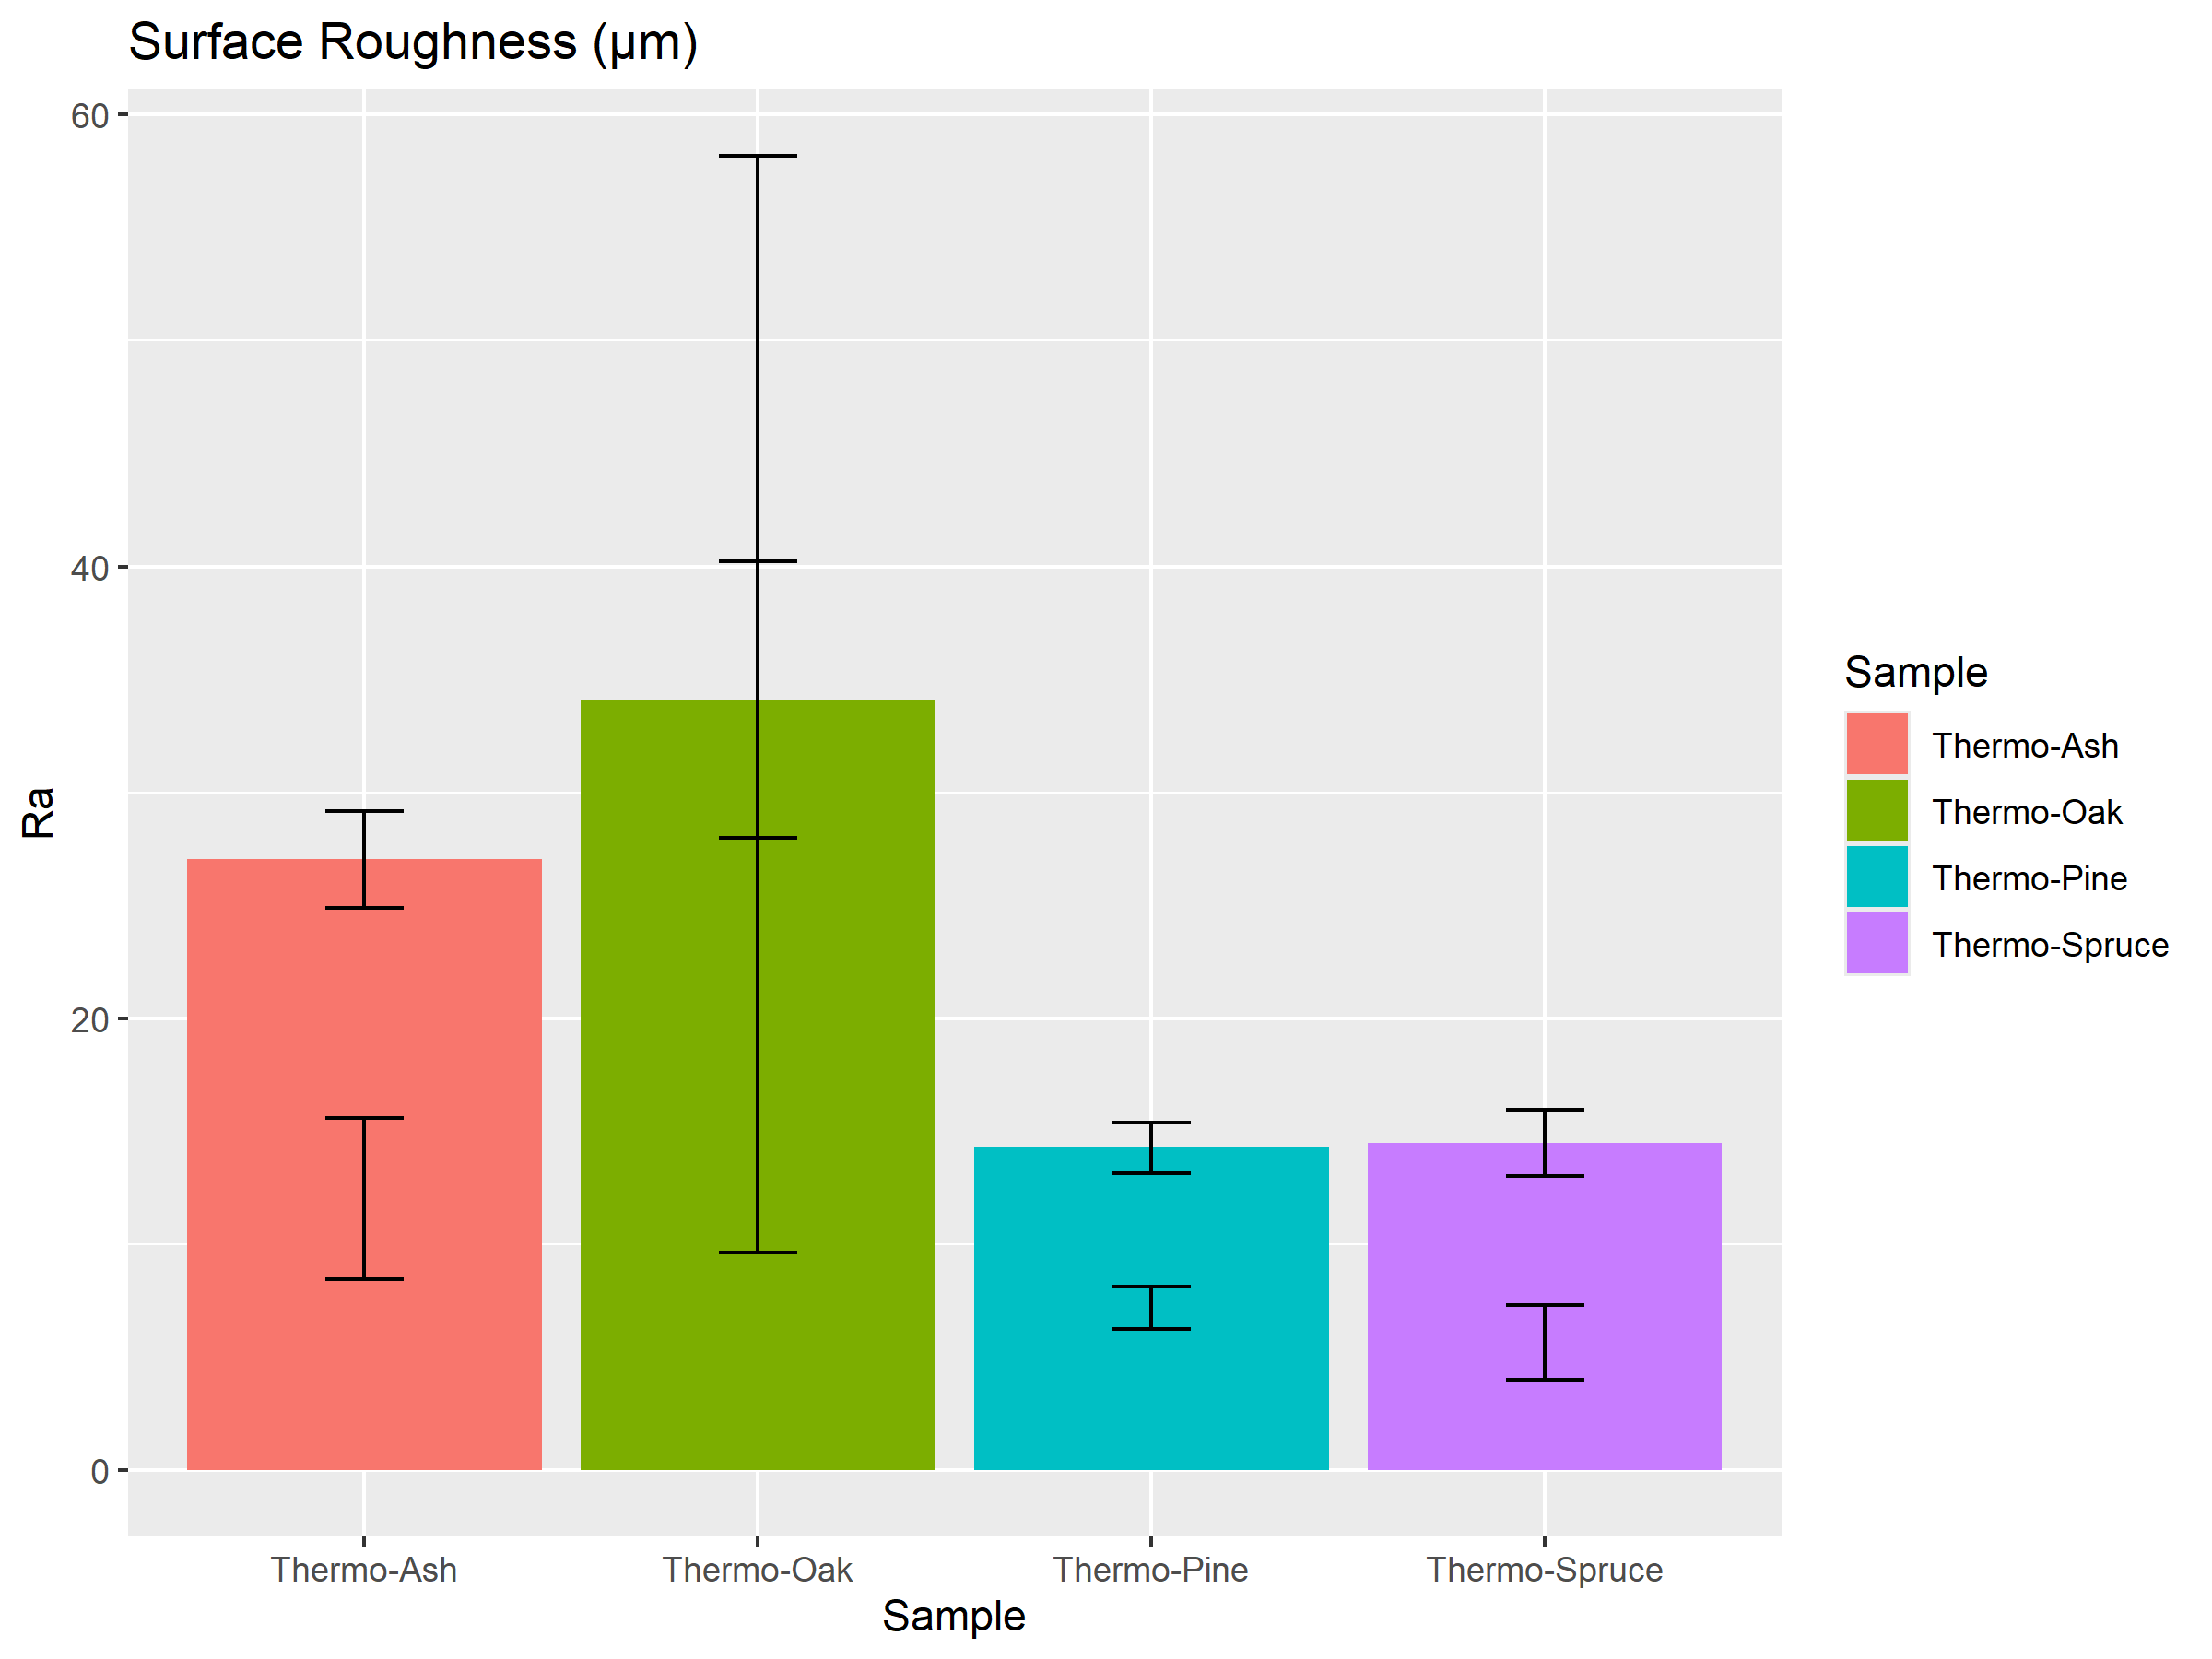 Surface Roughness (µm)
60
40
20
0
Ra
Thermo-Ash
Thermo-Oak
Thermo-Pine
Thermo-Spruce
Sample
Sample
Thermo-Ash
Thermo-Oak
Thermo-Pine
Thermo-Spruce